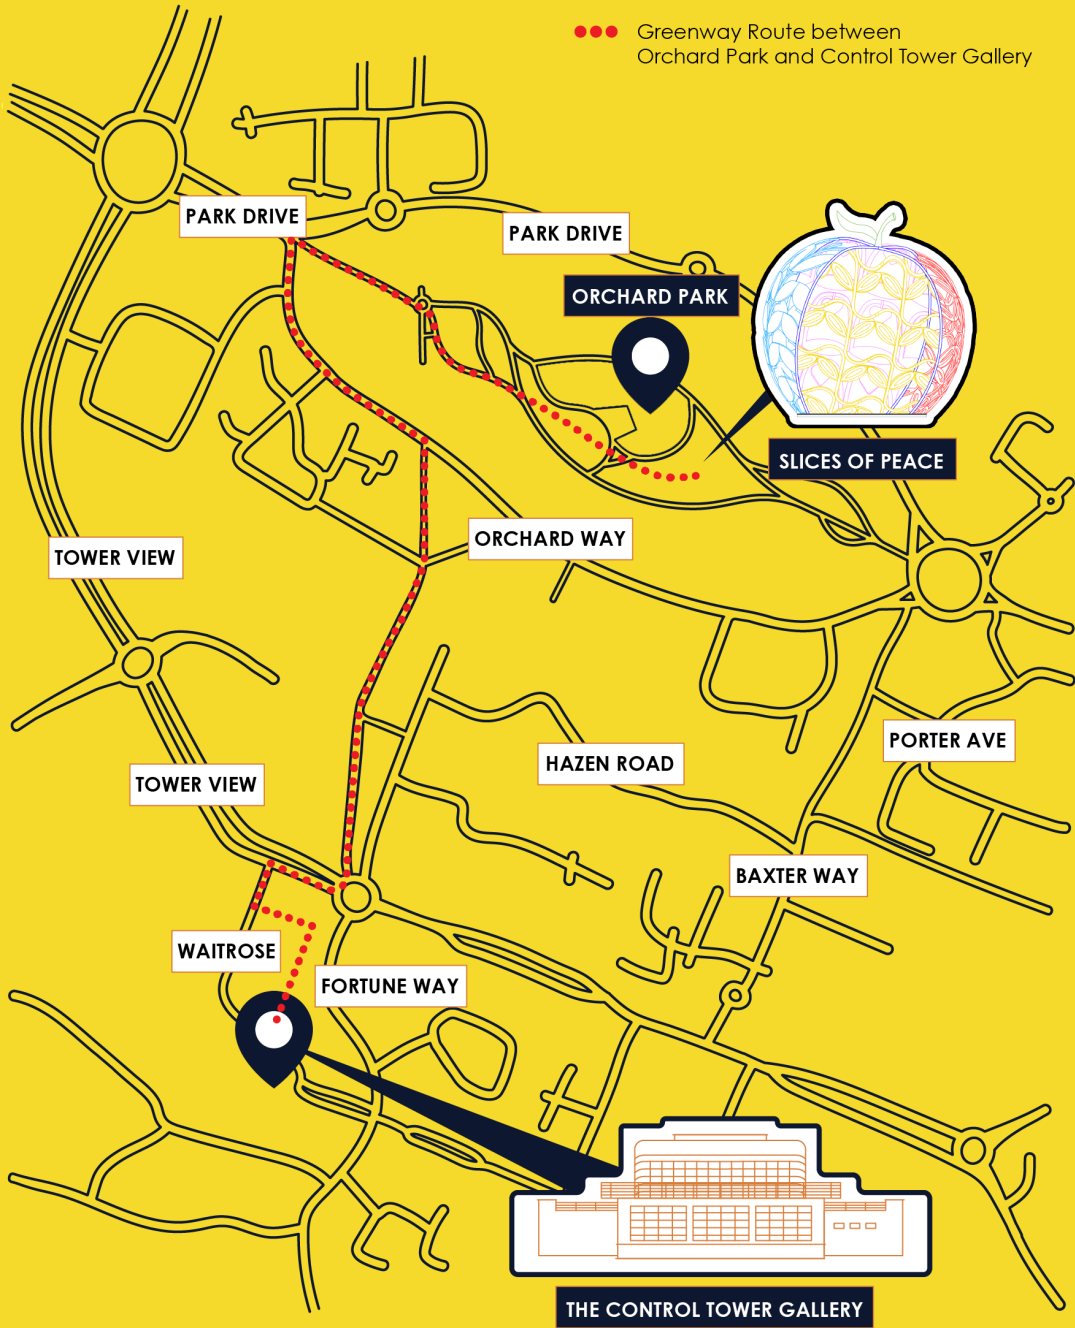 Greenway Route between
Orchard Park and Control Tower Gallery
PARK DRIVE
PARK DRIVE
ORCHARD PARK
SLICES OF PEACE
ORCHARD WAY
TOWER VIEW
PORTER AVE
HAZEN ROAD
TOWER VIEW
BAXTER WAY
WAITROSE
FORTUNE WAY
THE CONTROL TOWER GALLERY